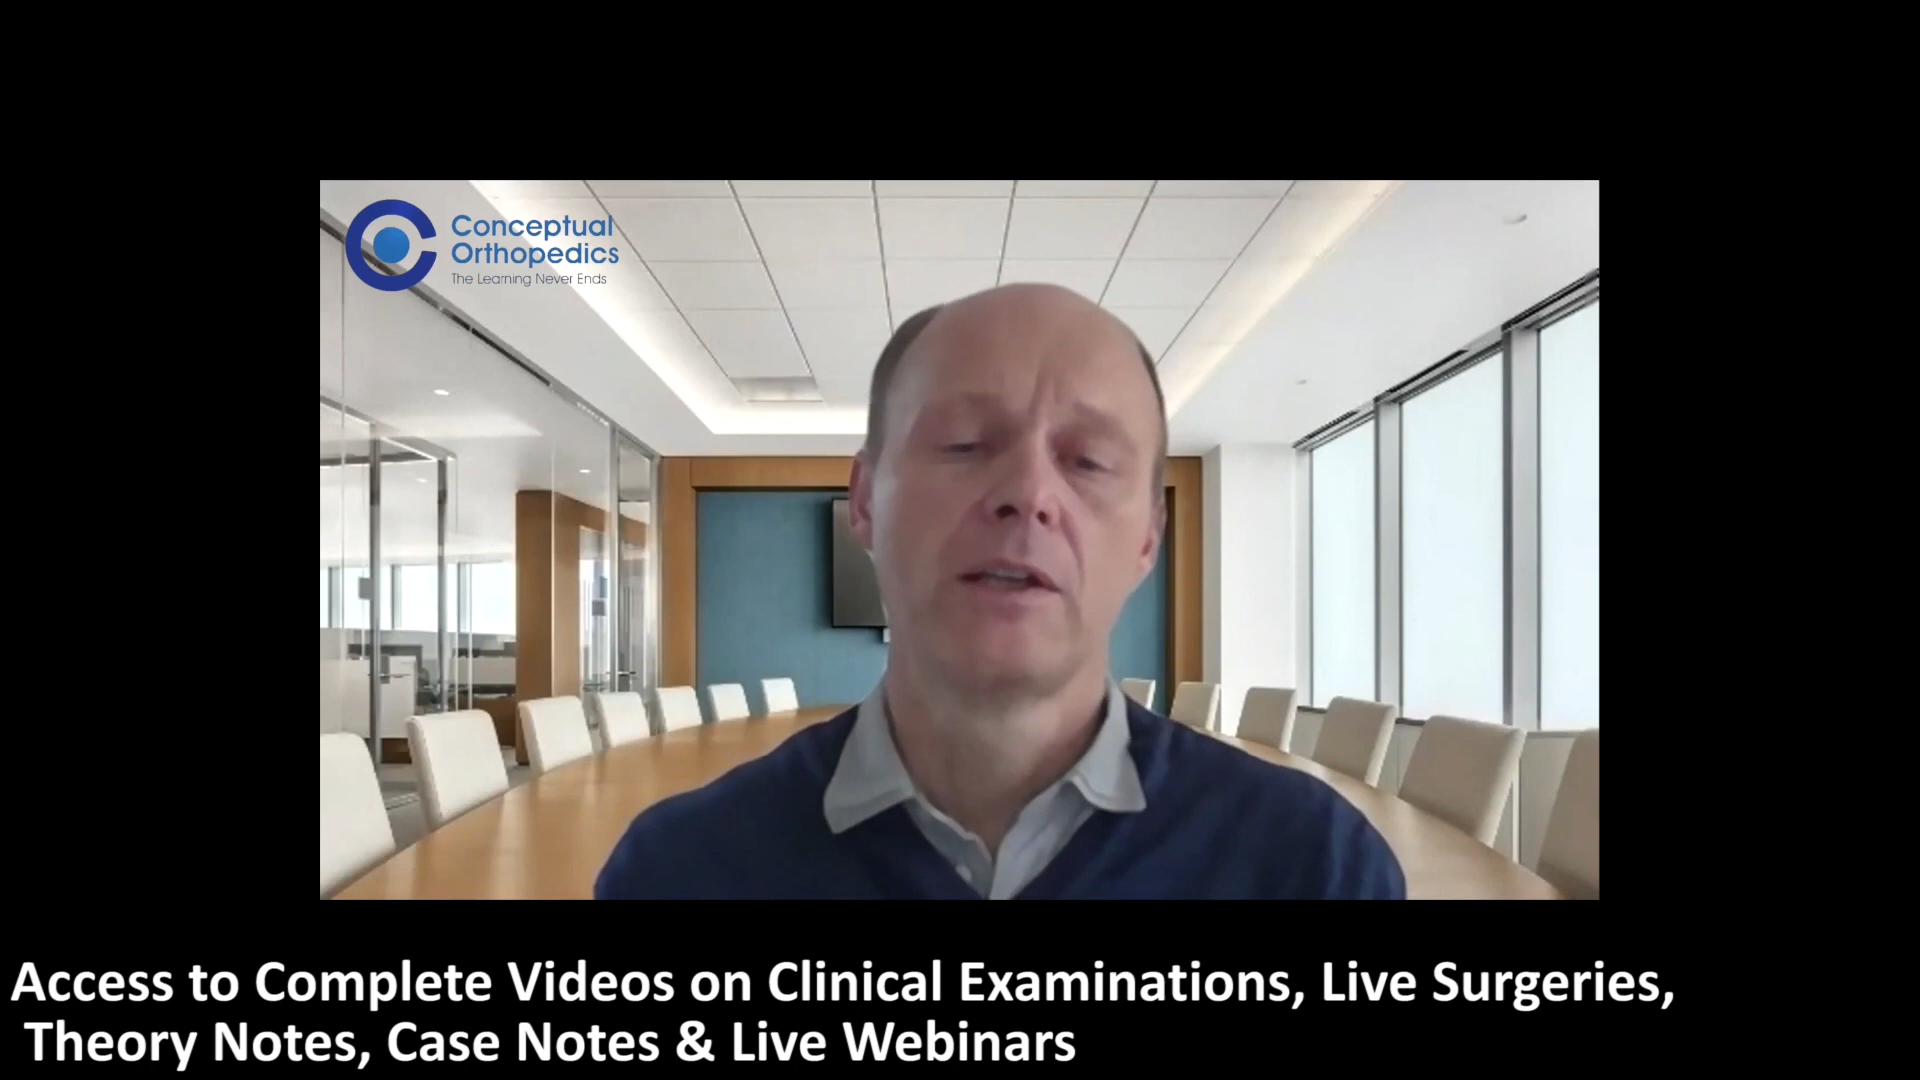 Conceptual
Orthopedics
The Learning Never Ends
Access to Complete Videos on Clinical Examinations, Live Surgeries,
Theory Notes, Case Notes & Live Webinars